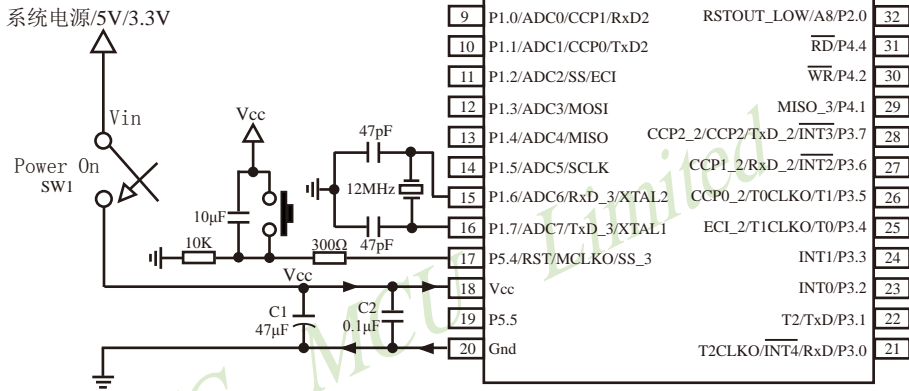 系统电源/5V/3.3V
Vin
Power On
SW1
Vcc
10μF
10K
300Ω
47pF
12MHz
47pF
Vcc
C1
47μF
C2
0.1μF
9 P1.0/ADC0/CCP1/RxD2
10 P1.1/ADC1/CCP0/TxD2
11 P1.2/ADC2/SS/ECI
12 P1.3/ADC3/MOSI
13 P1.4/ADC4/MISO
14 P1.5/ADC5/SCLK
15 P1.6/ADC6/RxD_3/XTAL2
16 P1.7/ADC7/TxD_3/XTAL1
17 P5.4/RST/MCLKO/SS_3
18 Vcc
19 P5.5
20 Gnd
RSTOUT_LOW/A8/P2.0 32
RD/P4.4 31
WR/P4.2 30
MISO_3/P4.1 29
CCP2_2/CCP2/TxD_2/INT3/P3.7 28
CCP1_2/RxD_2/INT2/P3.6 27
CCP0_2/T0CLKO/T1/P3.5 26
ECI_2/T1CLKO/T0/P3.4 25
INT1/P3.3 24
INT0/P3.2 23
T2/TxD/P3.1 22
T2CLKO/INT4/RxD/P3.0 21
MCU Limited